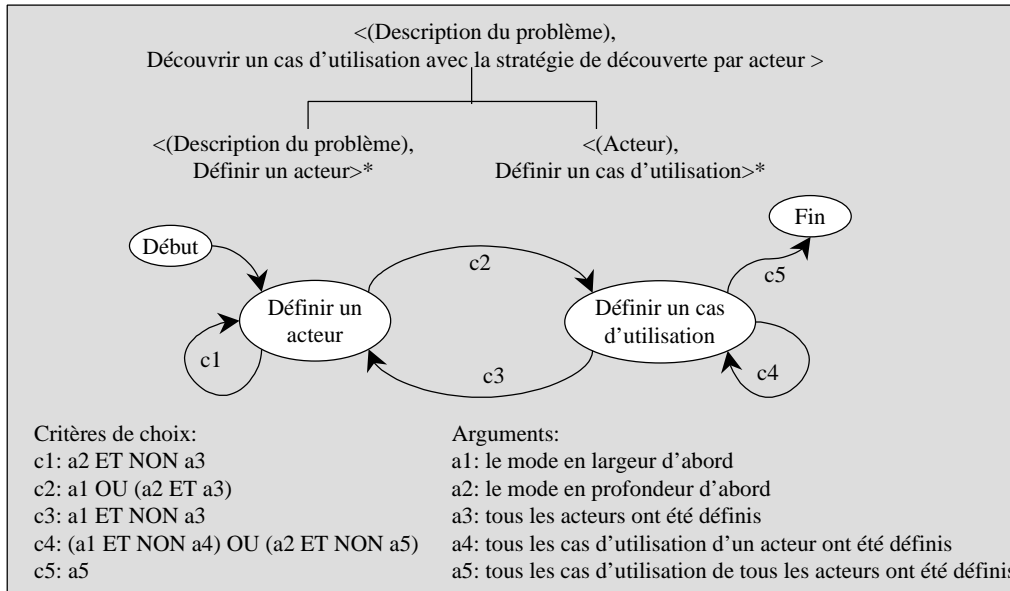 <(Description du problème),
Découvrir un cas d'utilisation avec la stratégie de découverte par acteur >
<(Description du problème),
Définir un acteur>*
<(Acteur),
Définir un cas d'utilisation>*
Début
Fin
c2
c5
Définir un
acteur
Définir un cas
d'utilisation
c1
c3
c4
Critères de choix:
c1: a2 ET NON a3
c2: a1 OU (a2 ET a3)
c3: a1 ET NON a3
c4: (a1 ET NON a4) OU (a2 ET NON a5)
c5: a5
Arguments:
a1: le mode en largeur d'abord
a2: le mode en profondeur d'abord
a3: tous les acteurs ont été définis
a4: tous les cas d'utilisation d'un acteur ont été définis
a5: tous les cas d'utilisation de tous les acteurs ont été définis